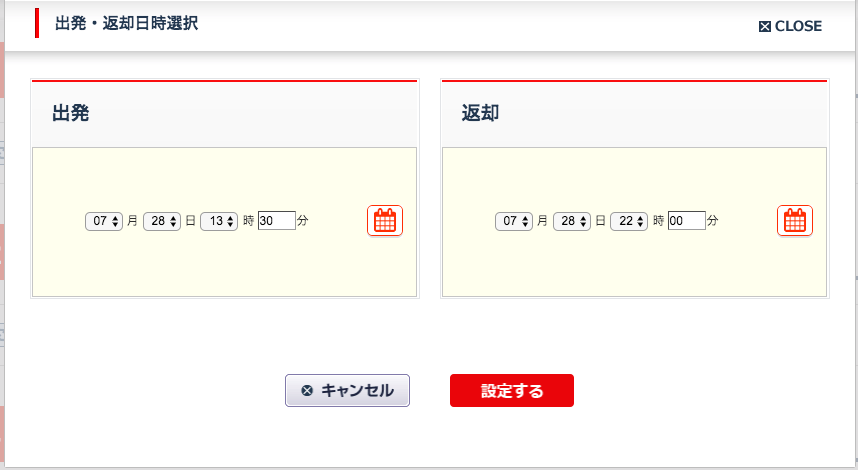 出発・返却日時選択
CLOSE
出発
07 月 28 日 13 時 30 分
返却
07 月 28 日 22 時 00 分
キャンセル
設定する